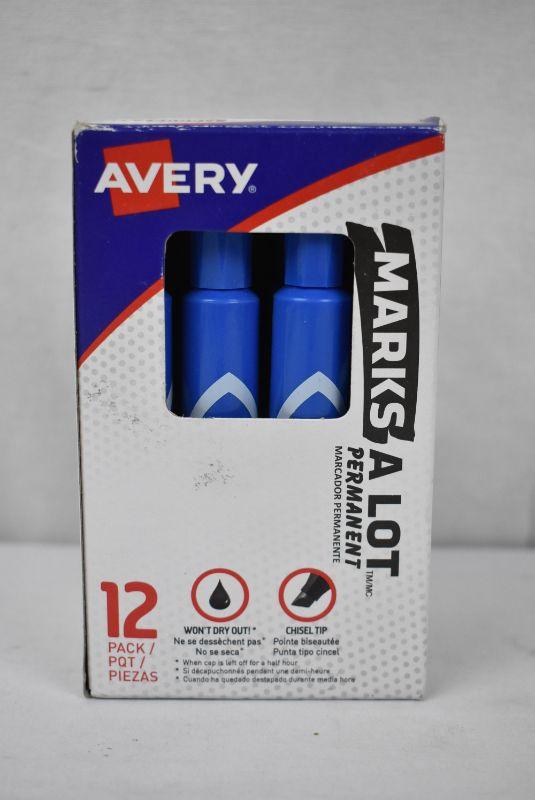 AVERY®
MARKS A LOT TM/MC
PERMANENT
MARCADOR PERMANENTE
12
PACK /
PQT /
PIEZAS
WON'T DRY OUT!*
Ne se dessèchent pas*
No se seca*
CHISEL TIP
Pointe biseautée
Punta tipo cincel
* When cap is left off for a half hour
* Si décapuchonnés pendant une demi-heure
* Cuando ha quedado destapado durante media hora